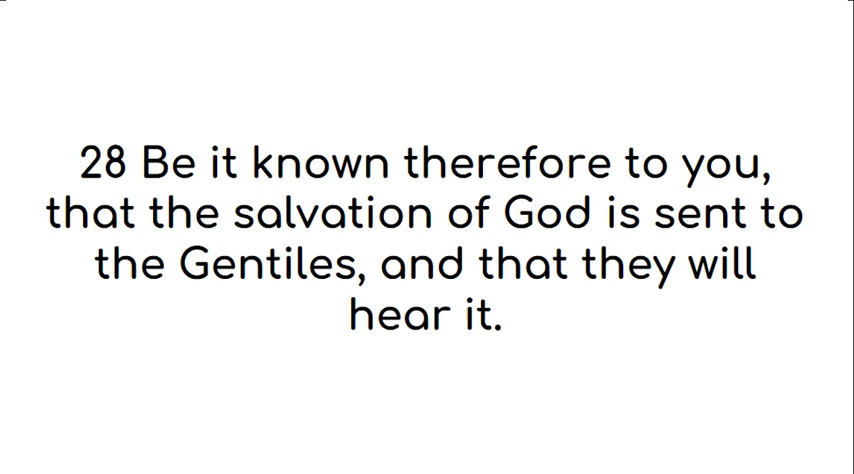 28 Be it known therefore to you,
that the salvation of God is sent to
the Gentiles, and that they will
hear it.